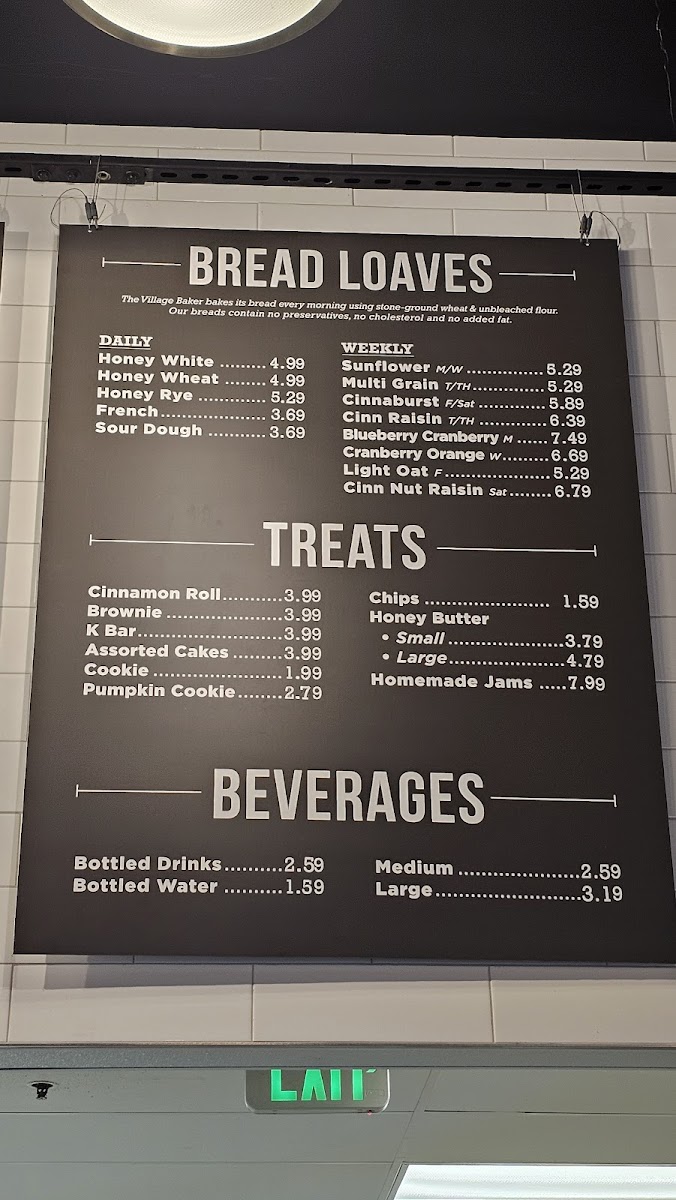 BREAD LOAVES
The Village Baker bakes its bread every morning using stone-ground wheat & unbleached flour.
Our breads contain no preservatives, no cholesterol and no added fat.
DAILY
Honey White ........ 4.99
Honey Wheat ....... 4.99
Honey Rye ............ 5.29
French.................. 3.69
Sour Dough .......... 3.69
WEEKLY
Sunflower M/W ............... 5.29
Multi Grain T/TH.............. 5.29
Cinnaburst F/Sat ............. 5.89
Cinn Raisin T/TH ............. 6.39
Blueberry Cranberry M ...... 7.49
Cranberry Orange W......... 6.69
Light Oat F..................... 5.29
Cinn Nut Raisin Sat........ 6.79
TREATS
Cinnamon Roll..........3.99
Brownie ....................3.99
K Bar.........................3.99
Assorted Cakes ........3.99
Cookie ......................1.99
Pumpkin Cookie.......2.79
Chips ........................ 1.59
Honey Butter
• Small ......................3.79
• Large......................4.79
Homemade Jams .....7.99
BEVERAGES
Bottled Drinks..........2.59
Bottled Water ..........1.59
Medium ......................2.59
Large..........................3.19
EXIT